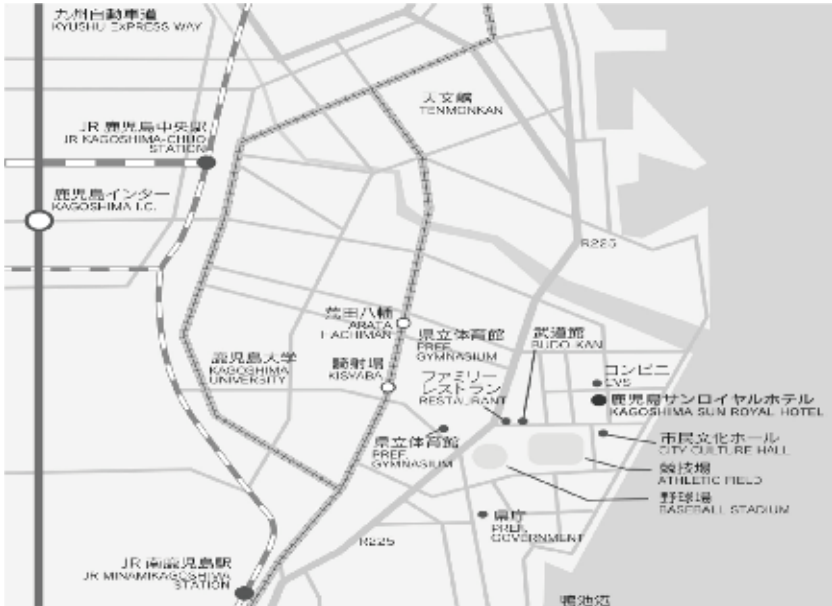 九州自動車道
KYUSHU EXPRESS WAY
天文館
TENMONKAN
JR 鹿児島中央駅
JR KAGOSHIMA-CHUO
STATION
鹿児島インター
KAGOSHIMA I.C.
R225
荒田八幡
ARATA
HACHIMAN
県立体育館
PREF.
GYMNASIUM
武道館
BUDO KAN
鹿児島大学
KAGOSHIMA
UNIVERSITY
騎射場
KISYABA
ファミリー
レストラン
RESTAURANT
コンビニ
CVS
鹿児島サンロイヤルホテル
KAGOSHIMA SUN ROYAL HOTEL
県立体育館
PREF.
GYMNASIUM
市民文化ホール
CITY CULTURE HALL
競技場
ATHLETIC FIELD
野球場
BASEBALL STADIUM
県庁
PREF.
GOVERNMENT
R225
JR 南鹿児島駅
JR MINAMIKAGOSHIMA
STATION
鴨池辺